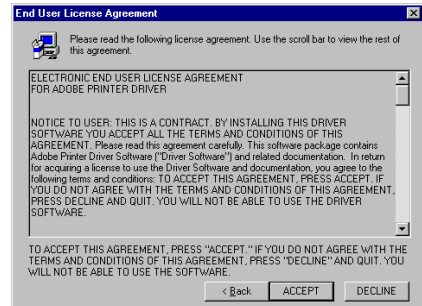 End User License Agreement
Please read the following license agreement. Use the scroll bar to view the rest of
this agreement.
ELECTRONIC END USER LICENSE AGREEMENT
FOR ADOBE PRINTER DRIVER
NOTICE TO USER: THIS IS A CONTRACT. BY INSTALLING THIS DRIVER
SOFTWARE YOU ACCEPT ALL THE TERMS AND CONDITIONS OF THIS
AGREEMENT. Please read this agreement carefully. This software package contains
Adobe Printer Driver Software ("Driver Software") and related documentation. In return
for acquiring a license to use the Driver Software and documentation, you agree to the
following terms and conditions: TO ACCEPT THIS AGREEMENT, PRESS ACCEPT. IF
YOU DO NOT AGREE WITH THE TERMS AND CONDITIONS OF THIS AGREEMENT,
PRESS DECLINE AND QUIT. YOU WILL NOT BE ABLE TO USE THE DRIVER
SOFTWARE.
TO ACCEPT THIS AGREEMENT, PRESS "ACCEPT." IF YOU DO NOT AGREE WITH THE
TERMS AND CONDITIONS OF THIS AGREEMENT, PRESS "DECLINE" AND QUIT. YOU
WILL NOT BE ABLE TO USE THE SOFTWARE.
< Back ACCEPT DECLINE